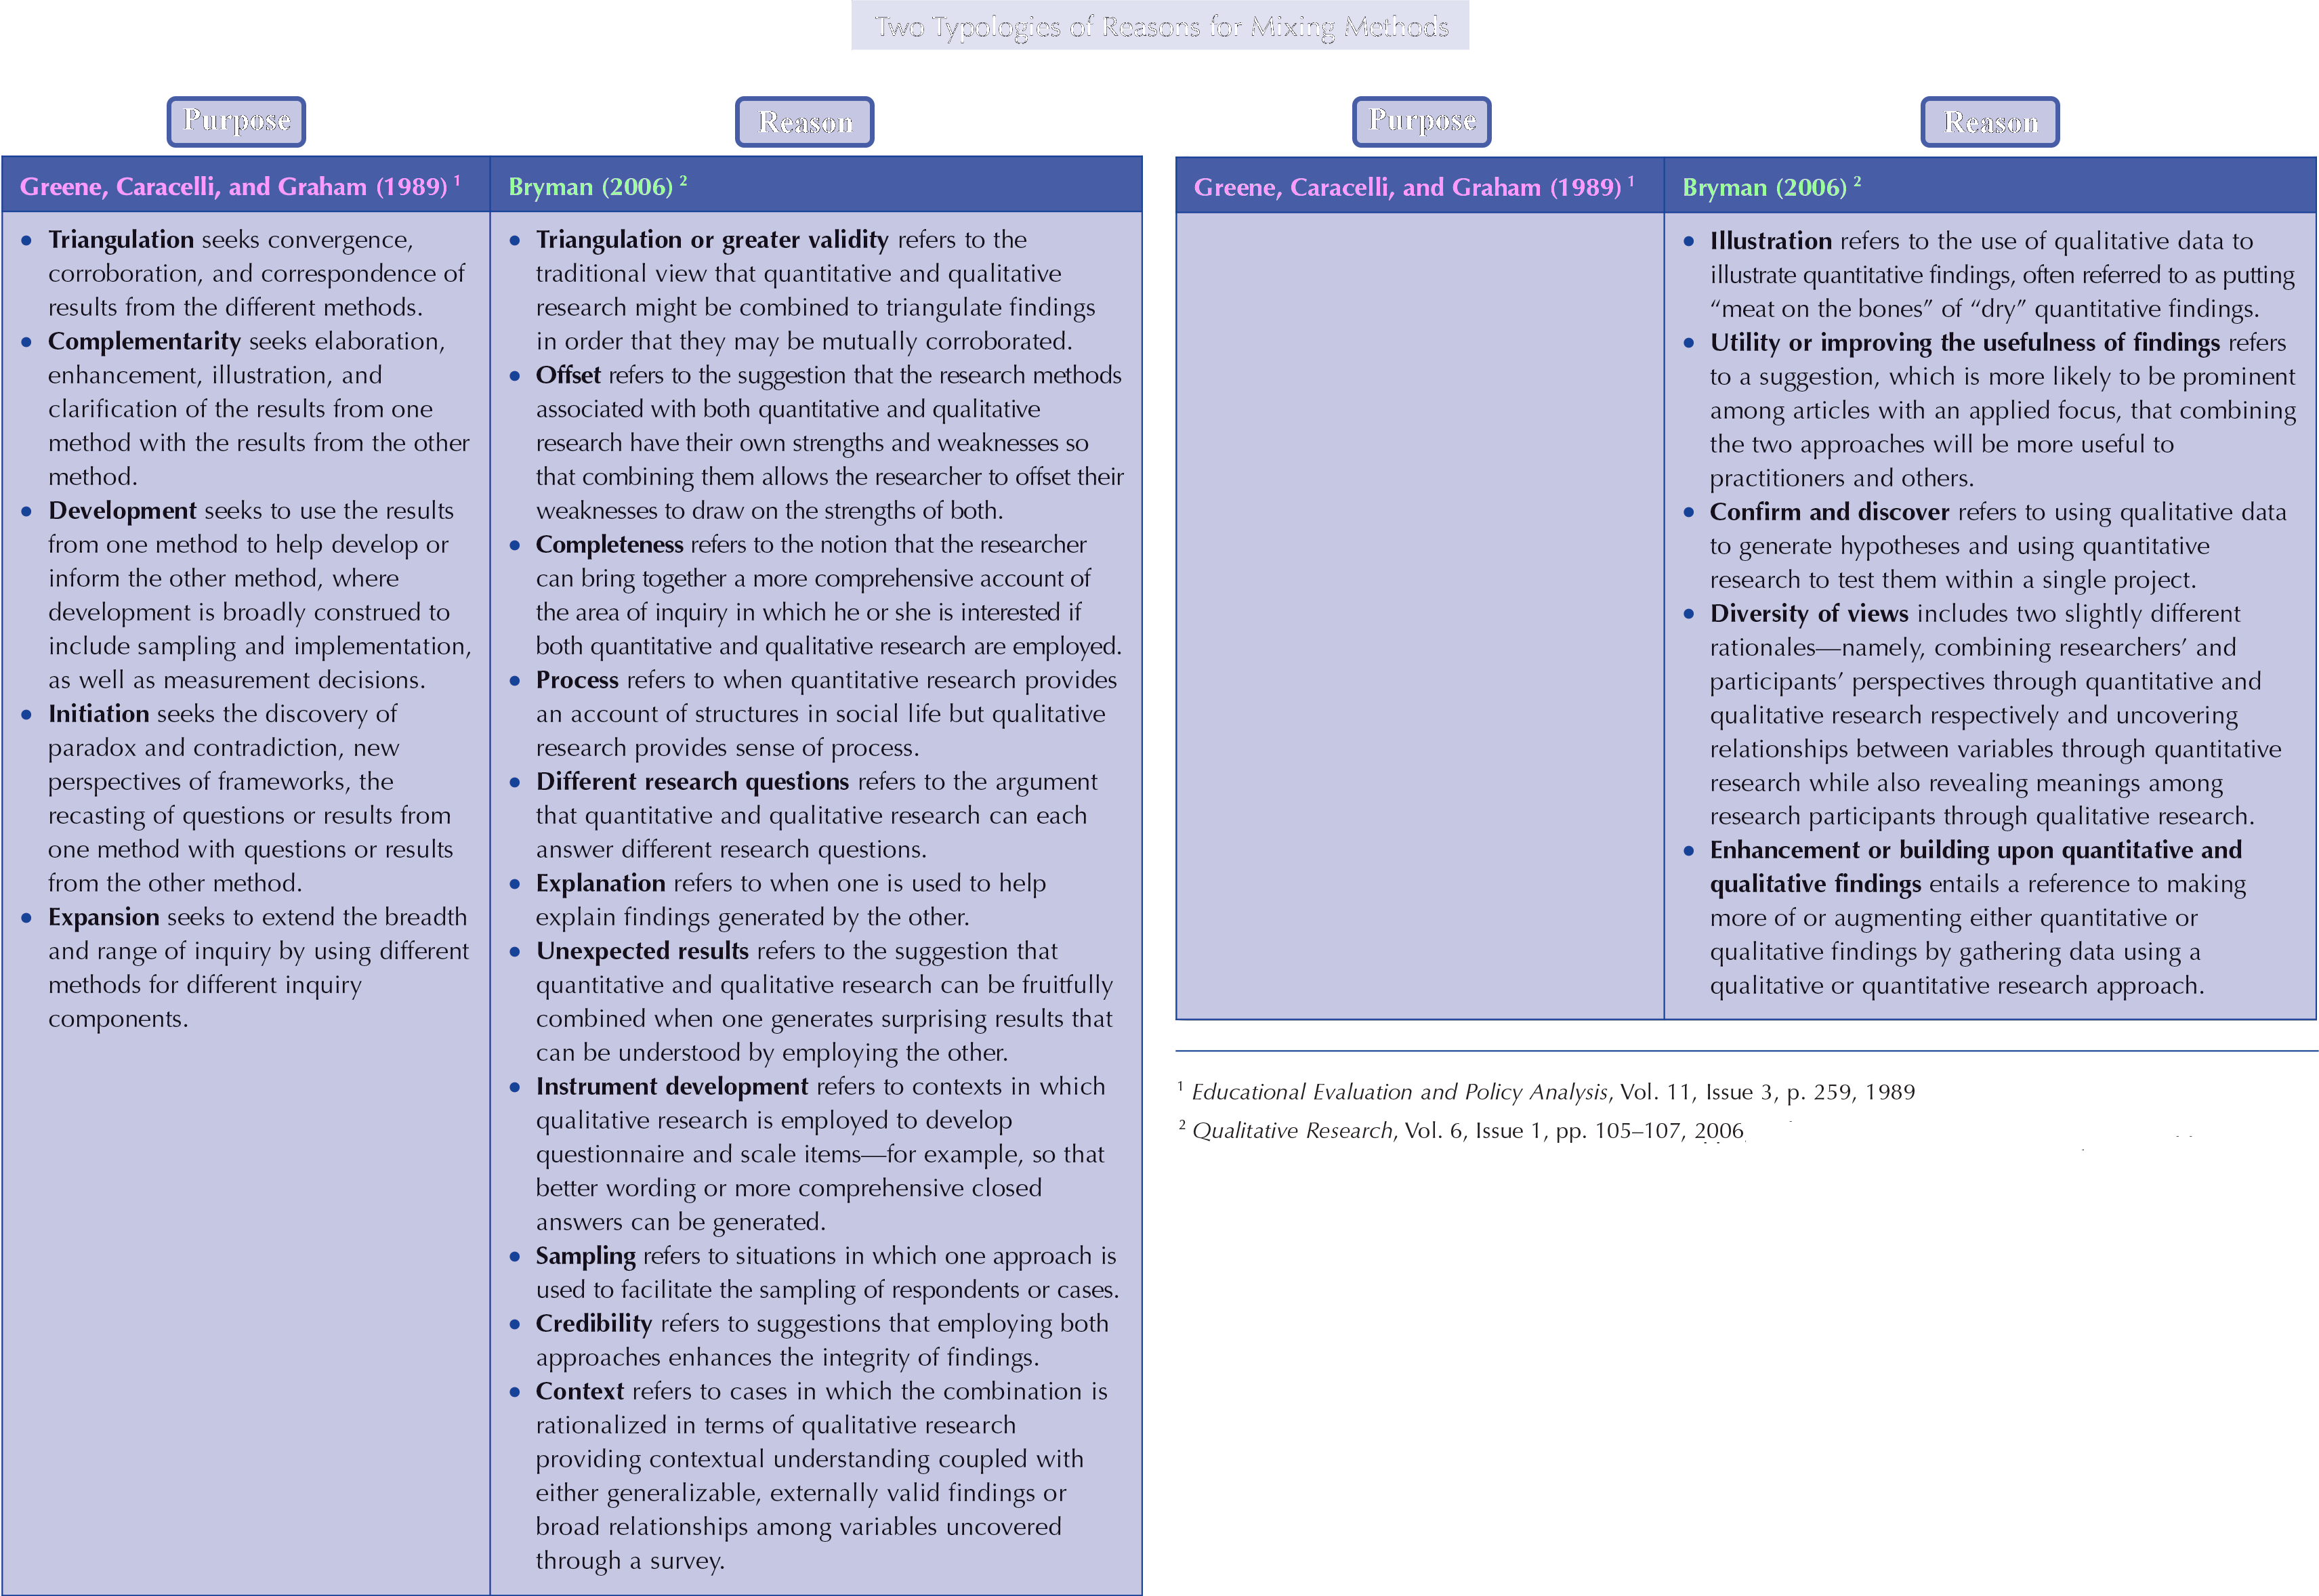 Two Typologies of Reasons for Mixing Methods
Purpose
Reason
Greene, Caracelli, and Graham (1989) 1
Bryman (2006) 2
• Triangulation seeks convergence,
corroboration, and correspondence of
results from the different methods.
• Complementarity seeks elaboration,
enhancement, illustration, and
clarification of the results from one
method with the results from the other
method.
• Development seeks to use the results
from one method to help develop or
inform the other method, where
development is broadly construed to
include sampling and implementation,
as well as measurement decisions.
• Initiation seeks the discovery of
paradox and contradiction, new
perspectives of frameworks, the
recasting of questions or results from
one method with questions or results
from the other method.
• Expansion seeks to extend the breadth
and range of inquiry by using different
methods for different inquiry
components.
• Triangulation or greater validity refers to the
traditional view that quantitative and qualitative
research might be combined to triangulate findings
in order that they may be mutually corroborated.
• Offset refers to the suggestion that the research methods
associated with both quantitative and qualitative
research have their own strengths and weaknesses so
that combining them allows the researcher to offset their
weaknesses to draw on the strengths of both.
• Completeness refers to the notion that the researcher
can bring together a more comprehensive account of
the area of inquiry in which he or she is interested if
both quantitative and qualitative research are employed.
• Process refers to when quantitative research provides
an account of structures in social life but qualitative
research provides sense of process.
• Different research questions refers to the argument
that quantitative and qualitative research can each
answer different research questions.
• Explanation refers to when one is used to help
explain findings generated by the other.
• Unexpected results refers to the suggestion that
quantitative and qualitative research can be fruitfully
combined when one generates surprising results that
can be understood by employing the other.
• Instrument development refers to contexts in which
qualitative research is employed to develop
questionnaire and scale items—for example, so that
better wording or more comprehensive closed
answers can be generated.
• Sampling refers to situations in which one approach is
used to facilitate the sampling of respondents or cases.
• Credibility refers to suggestions that employing both
approaches enhances the integrity of findings.
• Context refers to cases in which the combination is
rationalized in terms of qualitative research
providing contextual understanding coupled with
either generalizable, externally valid findings or
broad relationships among variables uncovered
through a survey.
Purpose
Reason
Greene, Caracelli, and Graham (1989) 1
Bryman (2006) 2
• Illustration refers to the use of qualitative data to
illustrate quantitative findings, often referred to as putting
“meat on the bones” of “dry” quantitative findings.
• Utility or improving the usefulness of findings refers
to a suggestion, which is more likely to be prominent
among articles with an applied focus, that combining
the two approaches will be more useful to
practitioners and others.
• Confirm and discover refers to using qualitative data
to generate hypotheses and using quantitative
research to test them within a single project.
• Diversity of views includes two slightly different
rationales—namely, combining researchers’ and
participants’ perspectives through quantitative and
qualitative research respectively and uncovering
relationships between variables through quantitative
research while also revealing meanings among
research participants through qualitative research.
• Enhancement or building upon quantitative and
qualitative findings entails a reference to making
more of or augmenting either quantitative or
qualitative findings by gathering data using a
qualitative or quantitative research approach.
1 Educational Evaluation and Policy Analysis, Vol. 11, Issue 3, p. 259, 1989
2 Qualitative Research, Vol. 6, Issue 1, pp. 105–107, 2006